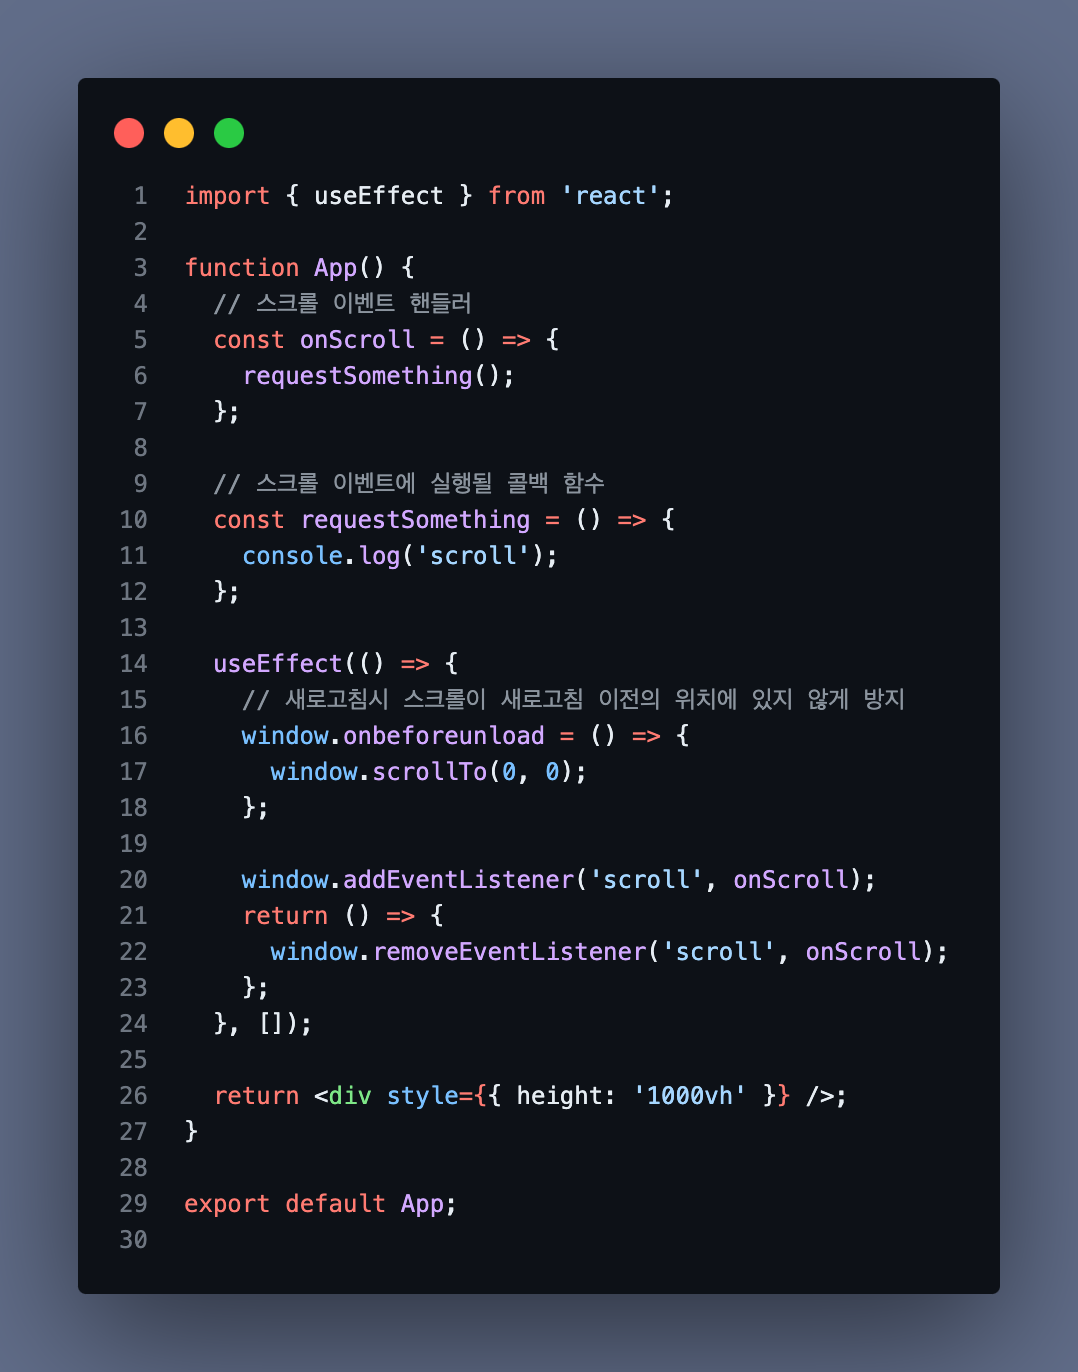 1 import { useEffect } from 'react';
2
3 function App() {
4   // 스크롤 이벤트 핸들러
5   const onScroll = () => {
6     requestSomething();
7   };
8
9   // 스크롤 이벤트에 실행될 콜백 함수
10   const requestSomething = () => {
11     console.log('scroll');
12   };
13
14   useEffect(() => {
15     // 새로고침시 스크롤이 새로고침 이전의 위치에 있지 않게 방지
16     window.onbeforeunload = () => {
17       window.scrollTo(0, 0);
18     };
19
20     window.addEventListener('scroll', onScroll);
21     return () => {
22       window.removeEventListener('scroll', onScroll);
23     };
24   }, []);
25
26   return <div style={{ height: '1000vh' }} />;
27 }
28
29 export default App;
30